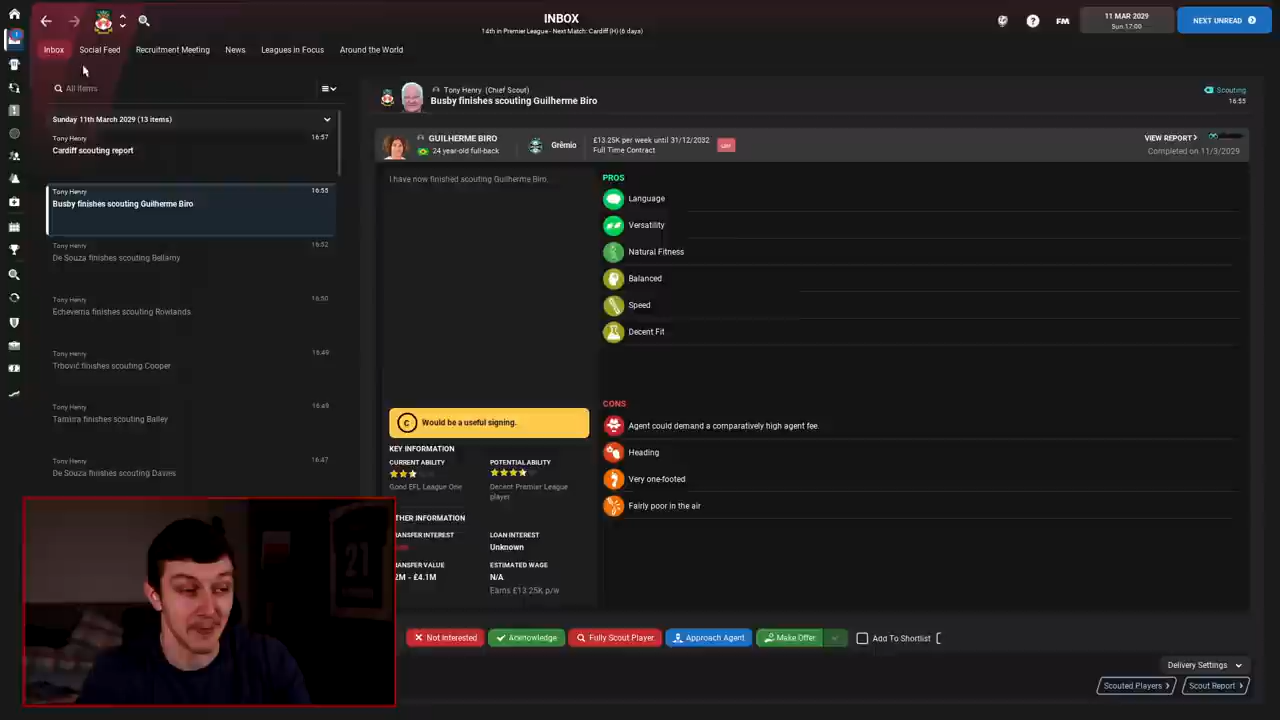 INBOX
14th in Premier League - Next Match: Cardiff (H) (6 days)
FM
11 MAR 2029
Sun 17:00
NEXT UNREAD
Inbox
Social Feed
Recruitment Meeting
News
Leagues in Focus
Around the World
All Items
Sunday 11th March 2029 (13 items)
Tony Henry
16:57
Cardiff scouting report
Tony Henry
16:55
Busby finishes scouting Guilherme Biro
Tony Henry
16:52
De Souza finishes scouting Bellamy
Tony Henry
16:50
Echeverria finishes scouting Rowlands
Tony Henry
16:49
Trbović finishes scouting Cooper
Tony Henry
16:49
Tamura finishes scouting Bailey
Tony Henry
16:47
De Souza finishes scouting Davies
Tony Henry (Chief Scout)
Busby finishes scouting Guilherme Biro
Scouting
16:55
GUILHERME BIRO
24 year-old full-back
Grêmio
£13.25K per week until 31/12/2032
Full Time Contract
VIEW REPORT
Completed on 11/3/2029
I have now finished scouting Guilherme Biro.
PROS
Language
Versatility
Natural Fitness
Balanced
Speed
Decent Fit
CONS
Agent could demand a comparatively high agent fee.
Heading
Very one-footed
Fairly poor in the air
C
Would be a useful signing.
KEY INFORMATION
CURRENT ABILITY
POTENTIAL ABILITY
Good EFL League One
Decent Premier League
player
THER INFORMATION
RANSFER INTEREST
LOAN INTEREST
Unknown
RANSFER VALUE
ESTIMATED WAGE
2M - £4.1M
N/A
Earns £13.25K p/w
Not Interested
Acknowledge
Fully Scout Player
Approach Agent
Make Offer
Add To Shortlist
Delivery Settings
Scouted Players
Scout Report
21